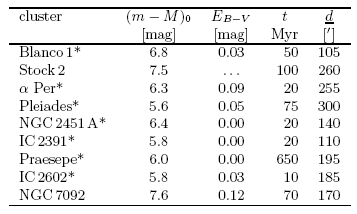 cluster (m − M)₀ E_{B−V} t d
[mag] [mag] Myr [′]
Blanco 1* 6.8 0.03 50 105
Stock 2 7.5 ... 100 260
α Per* 6.3 0.09 20 255
Pleiades* 5.6 0.05 75 300
NGC 2451 A* 6.4 0.00 20 140
IC 2391* 5.8 0.00 20 110
Praesepe* 6.0 0.00 650 195
IC 2602* 5.8 0.03 10 185
NGC 7092 7.6 0.12 70 170